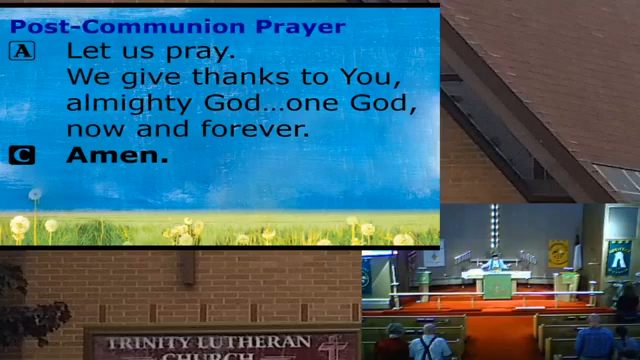 Post-Communion Prayer
A Let us pray.
We give thanks to You,
almighty God…one God,
now and forever.
C Amen.
TRINITY LUTHERAN
CHURCH